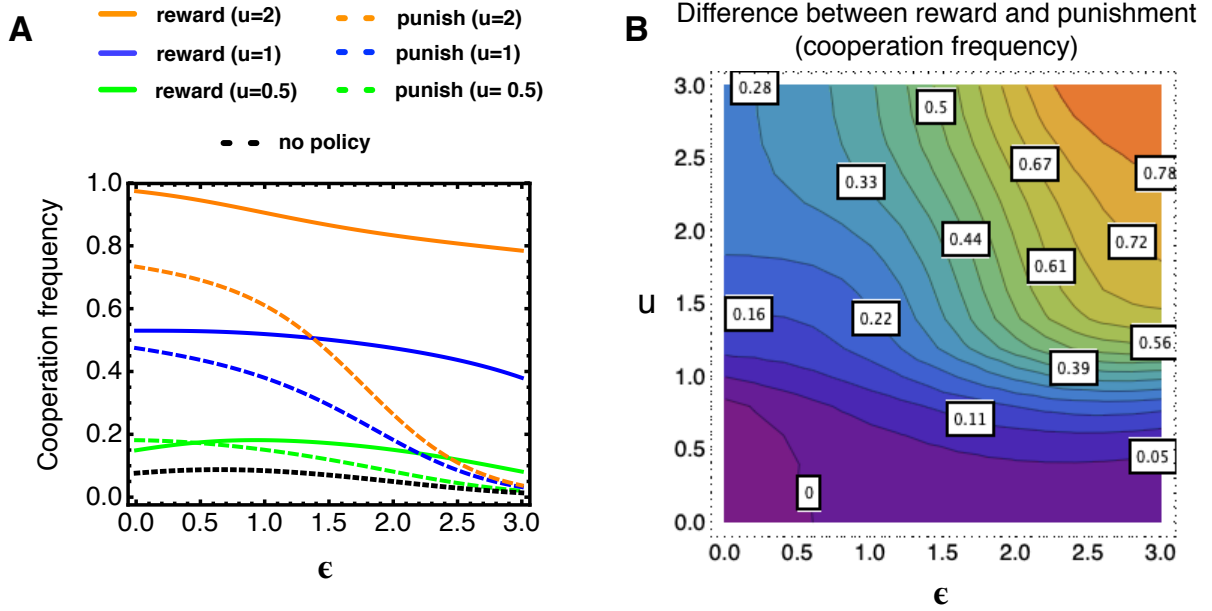 A
reward (u=2)
punish (u=2)
reward (u=1)
punish (u=1)
reward (u=0.5)
punish (u= 0.5)
no policy
Cooperation frequency
1.0
0.8
0.6
0.4
0.2
0.0
0.0 0.5 1.0 1.5 2.0 2.5 3.0
ϵ
B
Difference between reward and punishment
(cooperation frequency)
u
3.0
2.5
2.0
1.5
1.0
0.5
0.0
0.28
0.5
0.67
0.78
0.33
0.44
0.72
0.61
0.16
0.22
0.56
0.39
0.11
0.05
0
0.0 0.5 1.0 1.5 2.0 2.5 3.0
ϵ